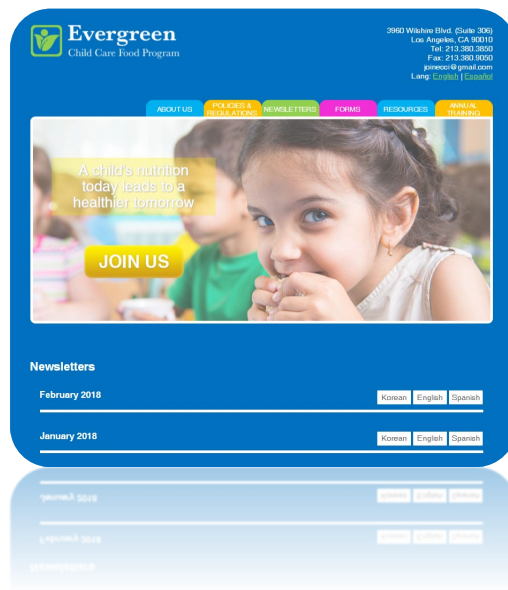 Evergreen
Child Care Food Program
3960 Wilshire Blvd. (Suite 306)
Los Angeles, CA 90010
Tel: 213.380.3850
Fax: 213.380.9050
joinecci@gmail.com
Lang: English | Español
ABOUT US
POLICIES &
REGULATIONS
NEWSLETTERS
FORMS
RESOURCES
ANNUAL
TRAINING
A child's nutrition
today leads to a
healthier tomorrow
JOIN US
Newsletters
February 2018
Korean English Spanish
January 2018
Korean English Spanish